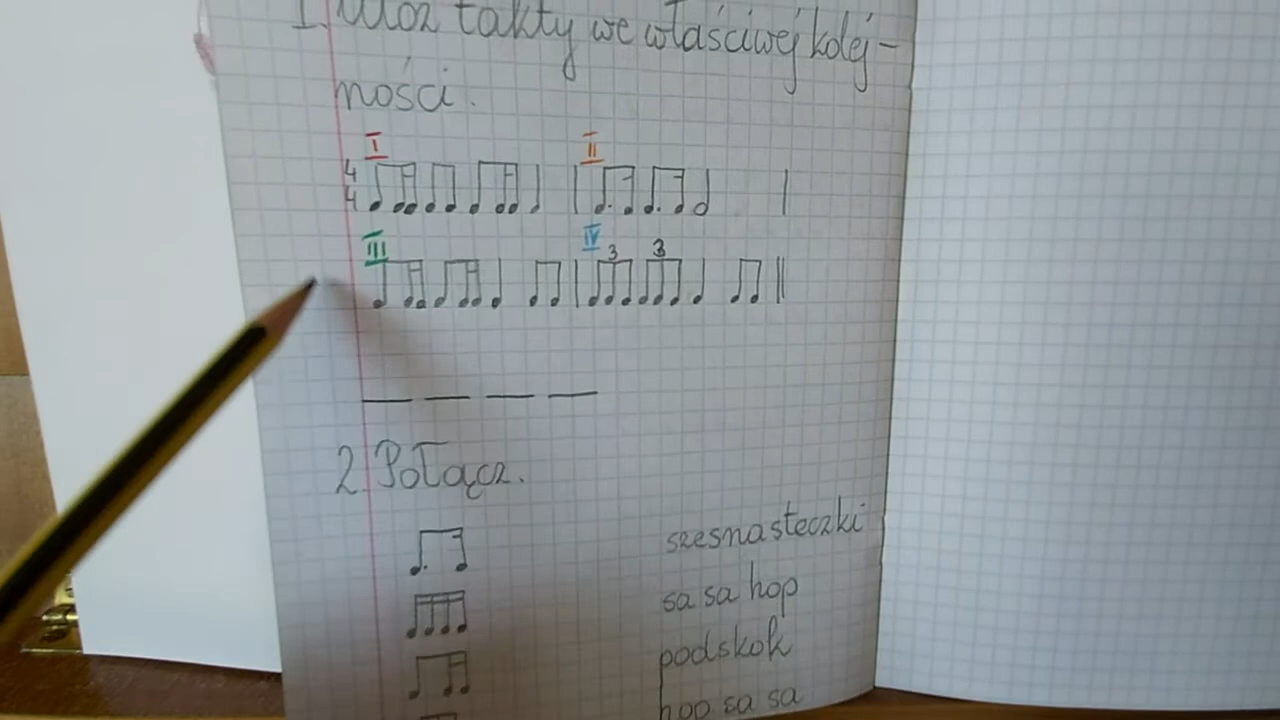 1. Ułóż takty we właściwej kolej-
ności.
I II
4
4
III IV 3 3
2. Połącz.
szesnasteczki
sa sa hop
podskok
hop sa sa